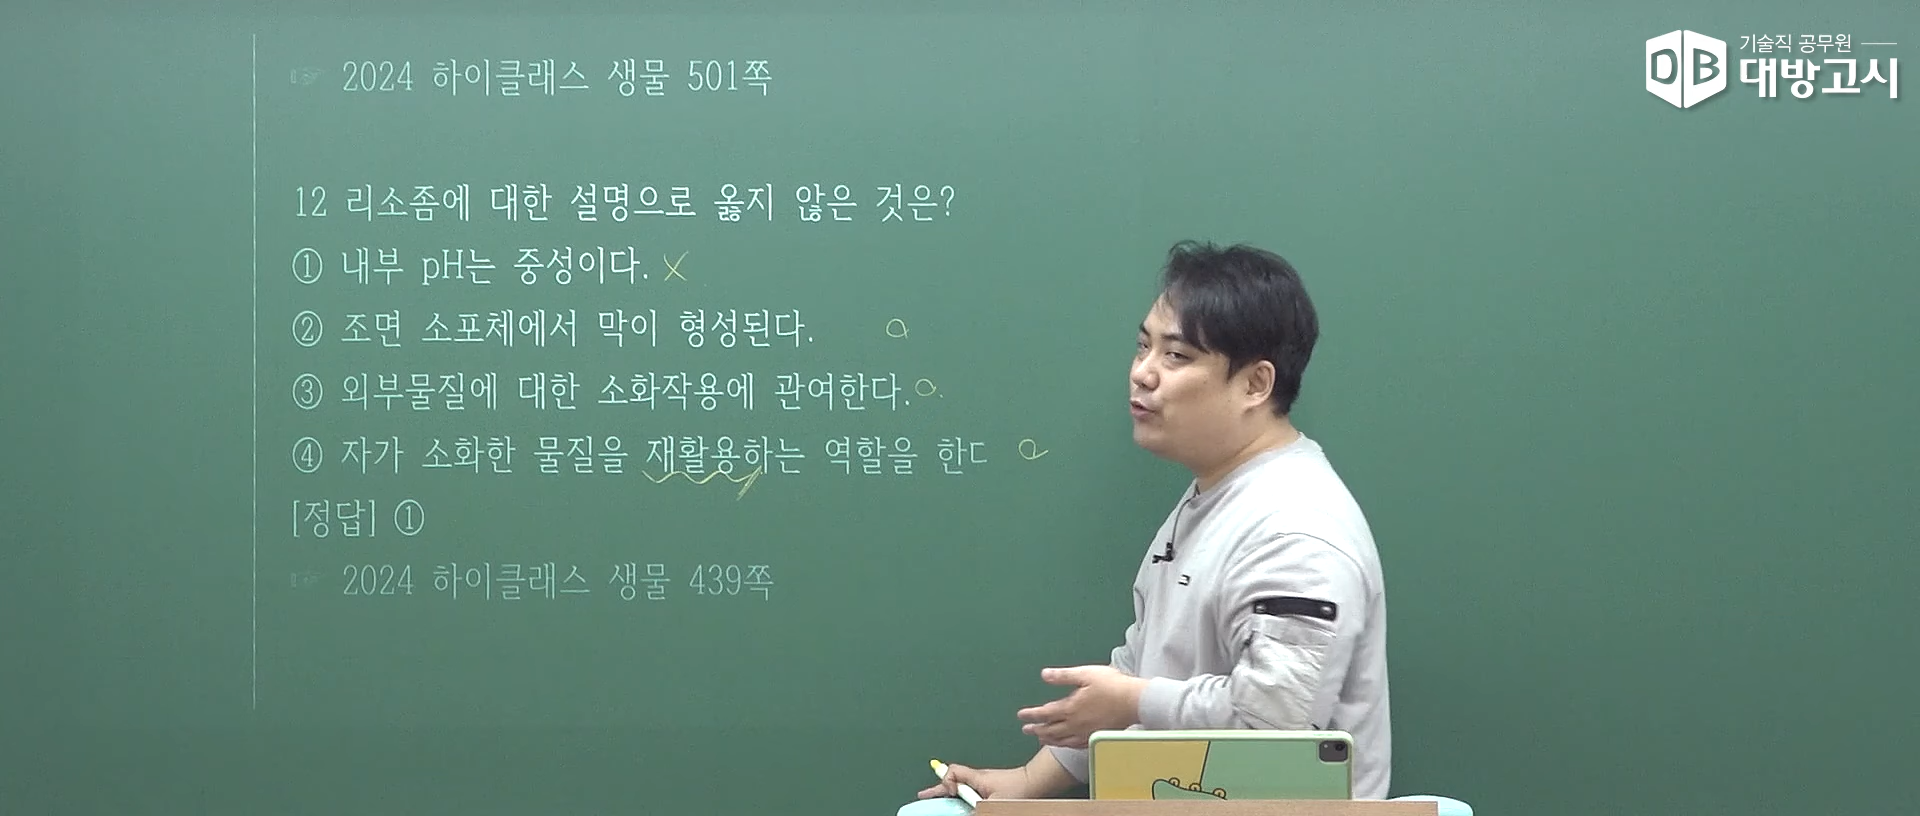 ☞ 2024 하이클래스 생물 501쪽
12 리소좀에 대한 설명으로 옳지 않은 것은?
① 내부 pH는 중성이다. X
② 조면 소포체에서 막이 형성된다. O
③ 외부물질에 대한 소화작용에 관여한다. O
④ 자가 소화한 물질을 재활용하는 역할을 한ㄷ O
[정답] ①
☞ 2024 하이클래스 생물 439쪽
DB 기술직 공무원
대방고시